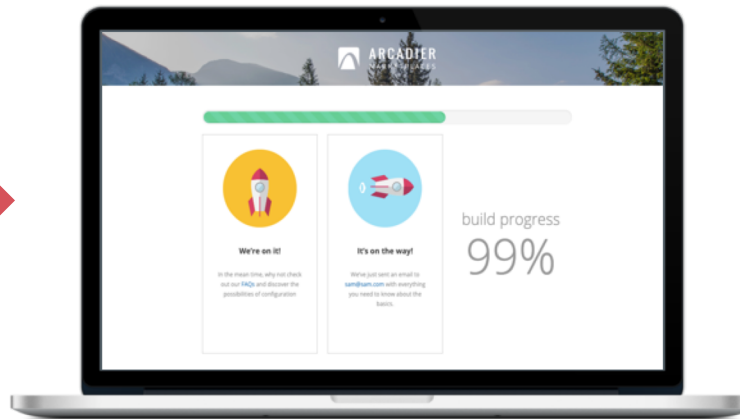 ARCADIER
MARKETPLACES
We're on it!
In the mean time, why not check
out our FAQs and discover the
possibilities of configuration
It's on the way!
We've just sent an email to
sam@sam.com with everything
you need to know about the
basics.
build progress
99%